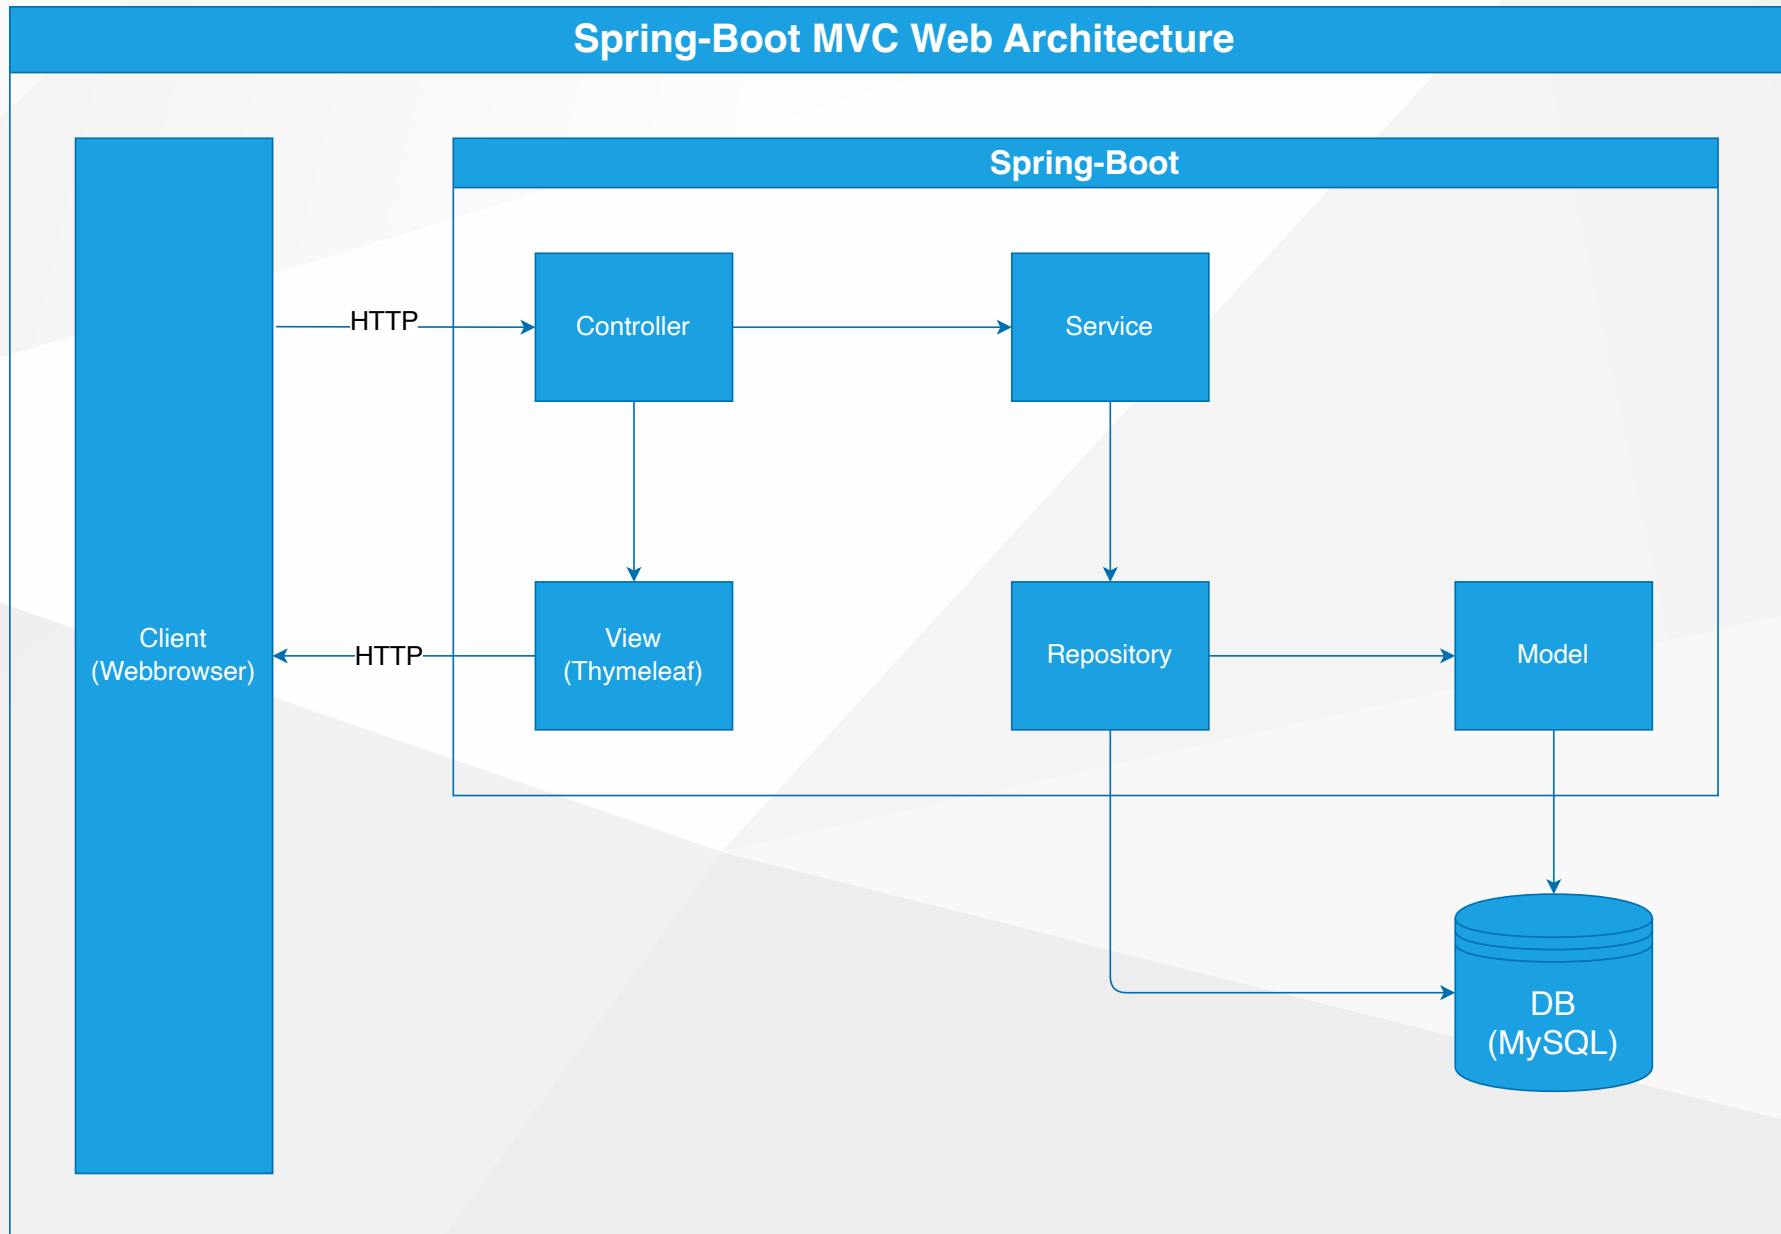 Spring-Boot MVC Web Architecture
Spring-Boot
HTTP
Controller
Service
Client
(Webbrowser)
HTTP
View
(Thymeleaf)
Repository
Model
DB
(MySQL)